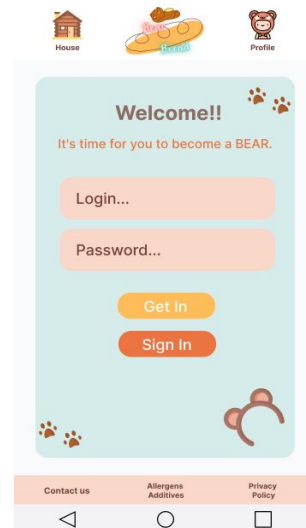 House
Profile
Welcome!!
It's time for you to become a BEAR.
Login...
Password...
Get In
Sign In
Contact us
Allergens
Additives
Privacy
Policy